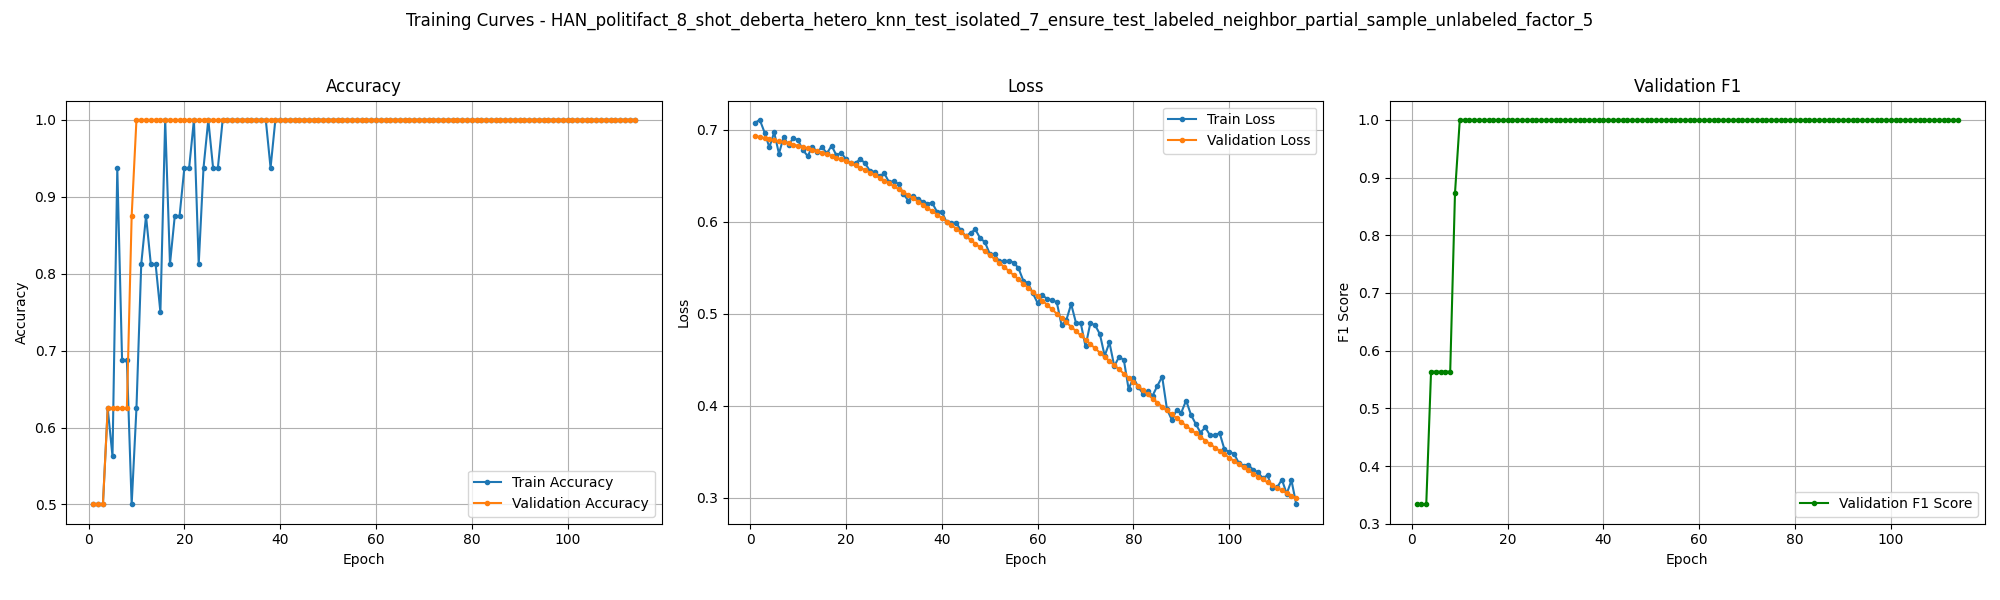 Training Curves - HAN_politifact_8_shot_deberta_hetero_knn_test_isolated_7_ensure_test_labeled_neighbor_partial_sample_unlabeled_factor_5
Accuracy
1.0
0.9
0.8
0.7
0.6
0.5
Accuracy
0 20 40 60 80 100
Epoch
Train Accuracy
Validation Accuracy
Loss
0.7
0.6
0.5
0.4
0.3
Loss
0 20 40 60 80 100
Epoch
Train Loss
Validation Loss
Validation F1
1.0
0.9
0.8
0.7
0.6
0.5
0.4
0.3
F1 Score
0 20 40 60 80 100
Epoch
Validation F1 Score